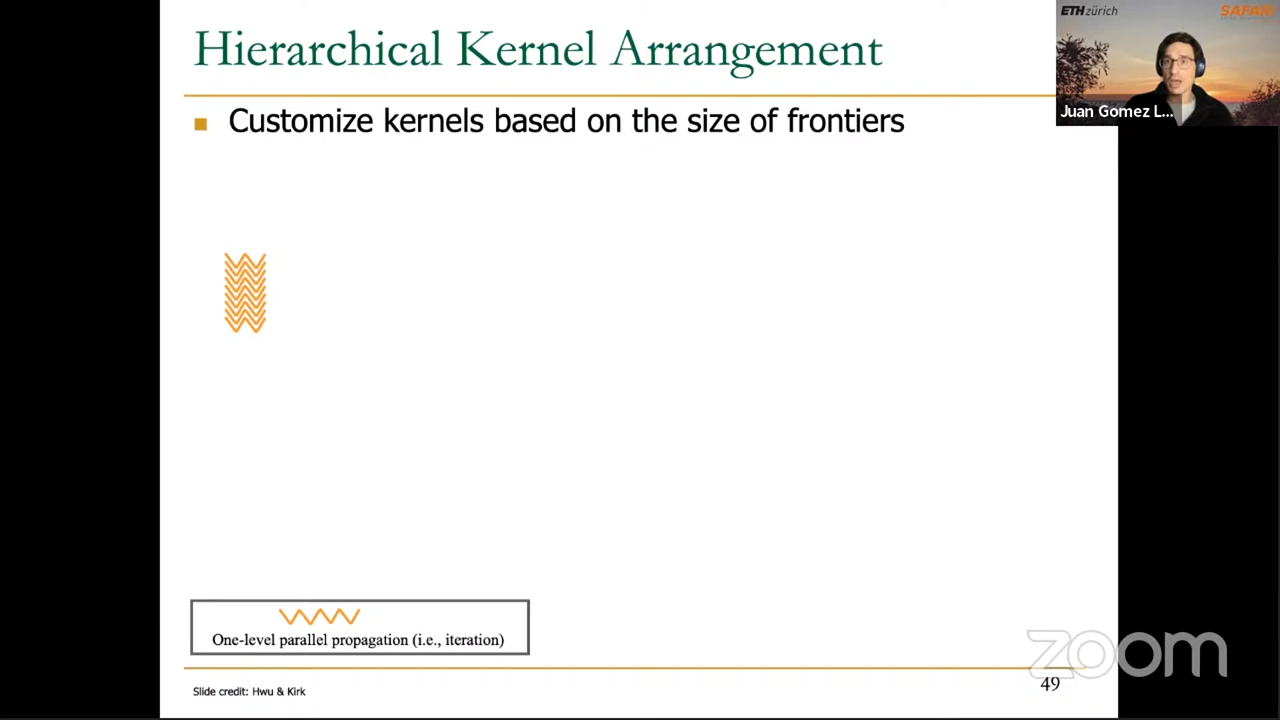 Hierarchical Kernel Arrangement
Customize kernels based on the size of frontiers
ETH zürich
SAFARI
Juan Gomez L...
One-level parallel propagation (i.e., iteration)
Slide credit: Hwu & Kirk
zoom
49